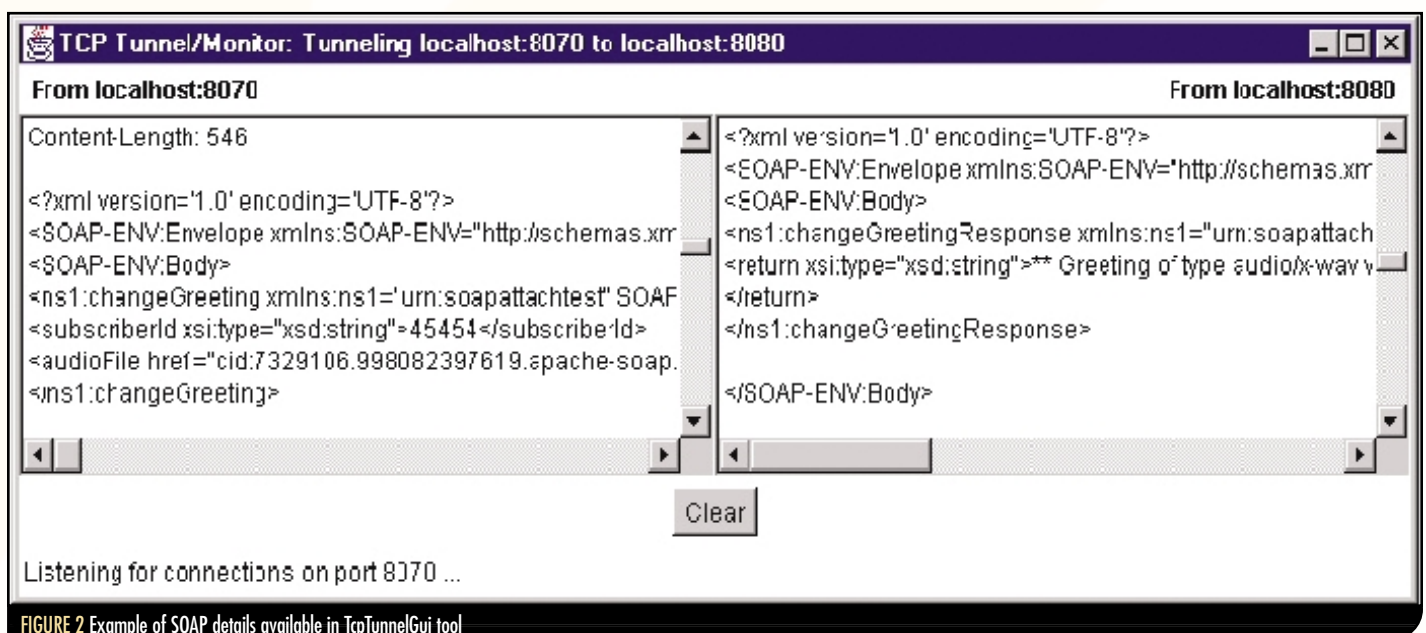 TCP Tunnel/Monitor: Tunneling localhost:8070 to localhost:8080
From localhost:8070
From localhost:8080
Content-Length: 546
<?xml version='1.0' encoding='UTF-8'?>
<SOAP-ENV:Envelope xmlns:SOAP-ENV="http://schemas.xm
<SOAP-ENV:Body>
<ns1:changeGreeting xmlns:ns1="urn:soapattachtest" SOAP
<subscriberId xsi:type="xsd:string">45454</subscriberId>
<audioFile href="cid:7329106.998082397619.apache-soap.
</ns1:changeGreeting>
<?xml version='1.0' encoding='UTF-8'?>
<SOAP-ENV:Envelope xmlns:SOAP-ENV="http://schemas.xm
<SOAP-ENV:Body>
<ns1:changeGreetingResponse xmlns:ns1="urn:soapattach
<return xsi:type="xsd:string">** Greeting of type audio/x-wav
</return>
</ns1:changeGreetingResponse>
</SOAP-ENV:Body>
Clear
Listening for connections on port 8070 ...
FIGURE 2 Example of SOAP details available in TcpTunnelGui tool